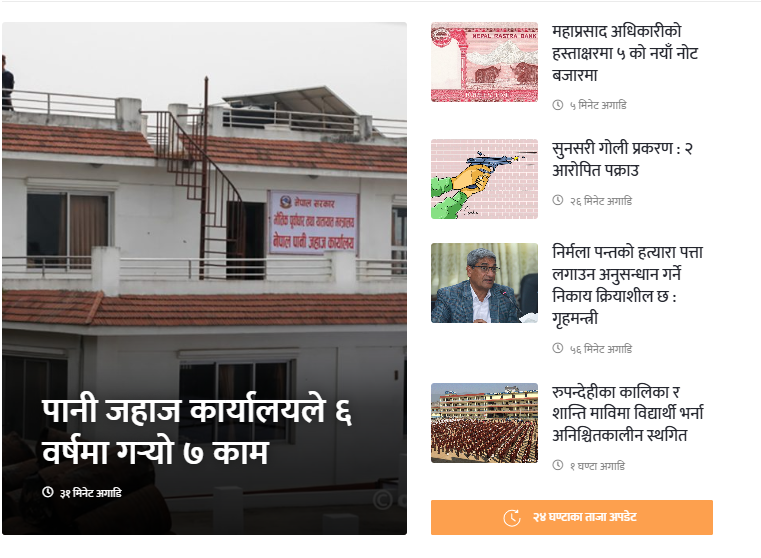 नेपाल सरकार
भौतिक पूर्वाधार तथा यातायात मन्त्रालय
नेपाल पानी जहाज कार्यालय
पानी जहाज कार्यालयले ६
वर्षमा गर्‍यो ७ काम
३१ मिनेट अगाडि
NEPAL RASTRA BANK
महाप्रसाद अधिकारीको
हस्ताक्षरमा ५ को नयाँ नोट
बजारमा
५ मिनेट अगाडि
सुनसरी गोली प्रकरण : २
आरोपित पक्राउ
२६ मिनेट अगाडि
निर्मला पन्तको हत्यारा पत्ता
लगाउन अनुसन्धान गर्ने
निकाय क्रियाशील छ :
गृहमन्त्री
५६ मिनेट अगाडि
रुपन्देहीका कालिका र
शान्ति माविमा विद्यार्थी भर्ना
अनिश्चितकालीन स्थगित
१ घण्टा अगाडि
२४ घण्टाका ताजा अपडेट